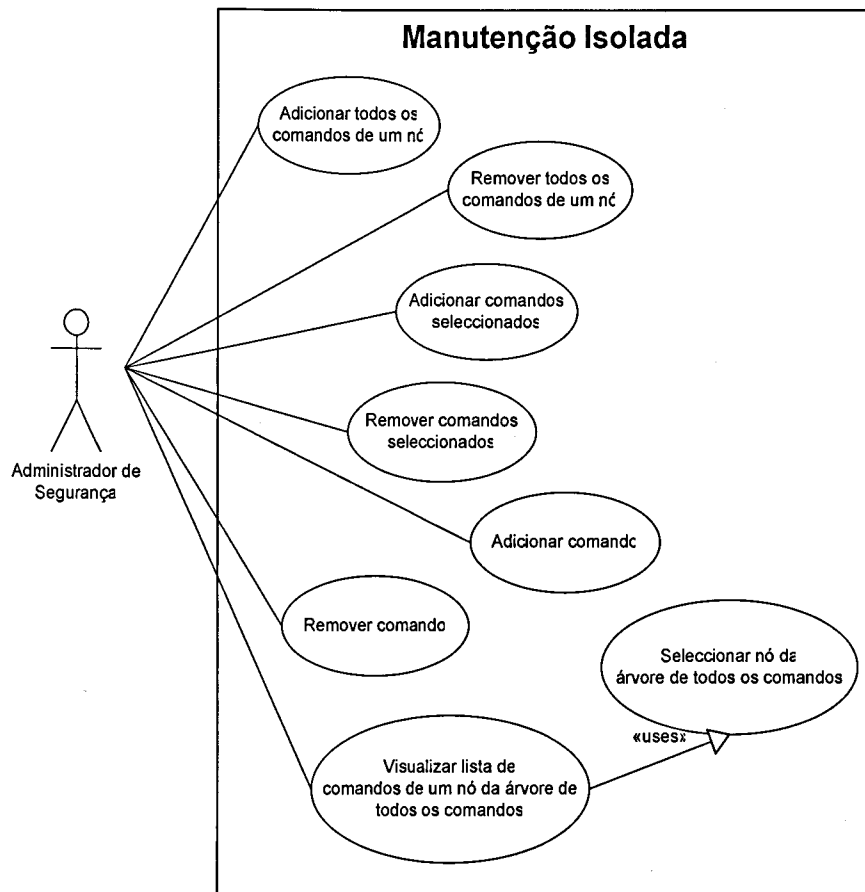 Manutenção Isolada
Adicionar todos os
comandos de um nó
Remover todos os
comandos de um nó
Adicionar comandos
seleccionados
Remover comandos
seleccionados
Administrador de
Segurança
Adicionar comando
Remover comando
Seleccionar nó da
árvore de todos os comandos
«uses»
Visualizar lista de
comandos de um nó da árvore de
todos os comandos